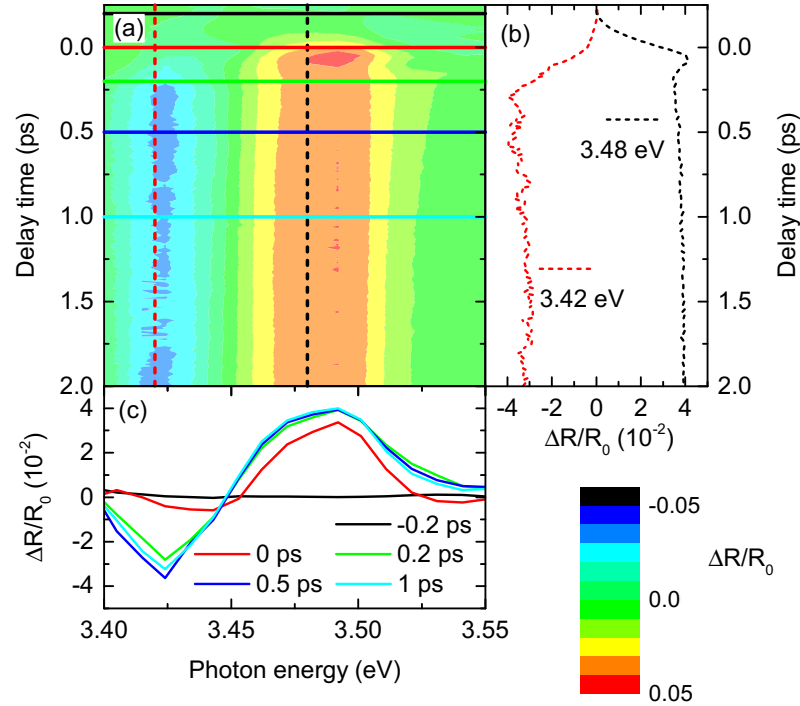 (a)
(b)
0.0
0.5
1.0
1.5
2.0
Delay time (ps)
3.48 eV
3.42 eV
0.0
0.5
1.0
1.5
2.0
Delay time (ps)
-4 -2 0 2 4
ΔR/R₀ (10⁻²)
(c)
4
2
0
-2
-4
ΔR/R₀ (10⁻²)
-0.2 ps
0 ps
0.2 ps
0.5 ps
1 ps
3.40 3.45 3.50 3.55
Photon energy (eV)
-0.05
ΔR/R₀
0.0
0.05